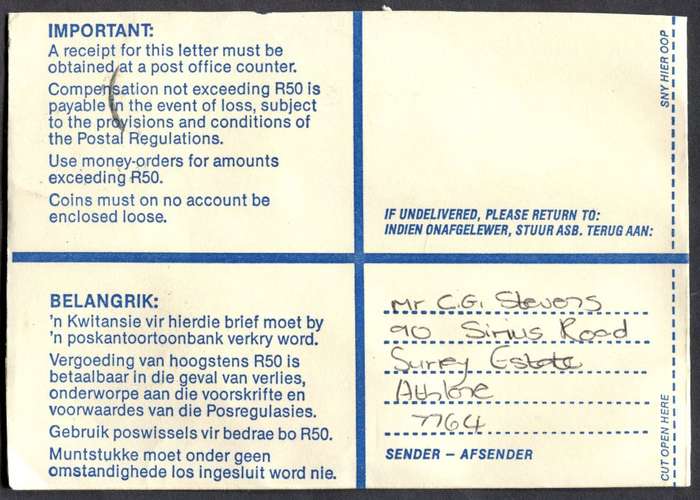 IMPORTANT:
A receipt for this letter must be
obtained at a post office counter.
Compensation not exceeding R50 is
payable in the event of loss, subject
to the provisions and conditions of
the Postal Regulations.
Use money-orders for amounts
exceeding R50.
Coins must on no account be
enclosed loose.
SNY HIER OOP
IF UNDELIVERED, PLEASE RETURN TO:
INDIEN ONAFGELEWER, STUUR ASB. TERUG AAN:
BELANGRIK:
'n Kwitansie vir hierdie brief moet by
'n poskantoortoonbank verkry word.
Vergoeding van hoogstens R50 is
betaalbaar in die geval van verlies,
onderworpe aan die voorskrifte en
voorwaardes van die Posregulasies.
Gebruik poswissels vir bedrae bo R50.
Muntstukke moet onder geen
omstandighede los ingesluit word nie.
Mr C.G. Stevens
90 Sirius Road
Surrey Estate
Athlone
7764
SENDER – AFSENDER
CUT OPEN HERE